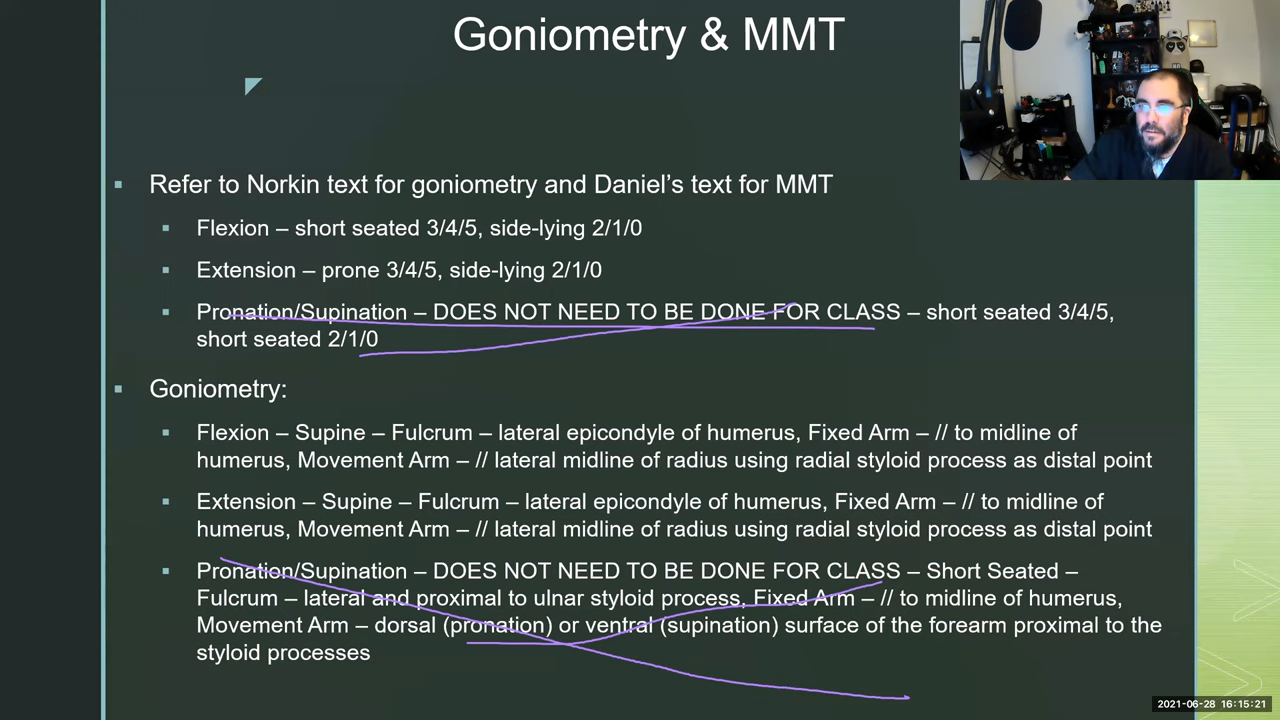 Goniometry & MMT
Refer to Norkin text for goniometry and Daniel's text for MMT
Flexion – short seated 3/4/5, side-lying 2/1/0
Extension – prone 3/4/5, side-lying 2/1/0
Pronation/Supination – DOES NOT NEED TO BE DONE FOR CLASS – short seated 3/4/5,
short seated 2/1/0
Goniometry:
Flexion – Supine – Fulcrum – lateral epicondyle of humerus, Fixed Arm – // to midline of
humerus, Movement Arm – // lateral midline of radius using radial styloid process as distal point
Extension – Supine – Fulcrum – lateral epicondyle of humerus, Fixed Arm – // to midline of
humerus, Movement Arm – // lateral midline of radius using radial styloid process as distal point
Pronation/Supination – DOES NOT NEED TO BE DONE FOR CLASS – Short Seated –
Fulcrum – lateral and proximal to ulnar styloid process, Fixed Arm – // to midline of humerus,
Movement Arm – dorsal (pronation) or ventral (supination) surface of the forearm proximal to the
styloid processes
2021-06-28 16:15:21